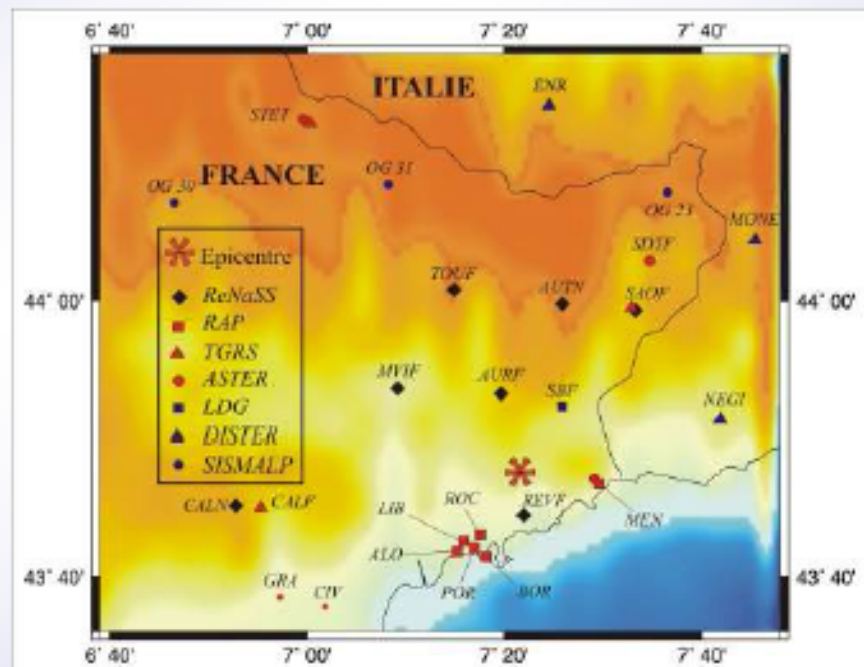 6° 40' 7° 00' 7° 20' 7° 40'
ITALIE
ENR
STET
OG 31
FRANCE
OG 30
OG 23
MONE
SDTF
Epicentre
TOUF
AUTN
SAOF
44° 00' 44° 00'
ReNaSS
RAP
TGRS
MVIF
AURF
SBF
ASTER
NEGI
LDG
DISTER
SISMALP
CALN
CALF
LIB
ROC
REVF
MEN
ALO
POR
BOR
43° 40' 43° 40'
GRA
CIV
6° 40' 7° 00' 7° 20' 7° 40'